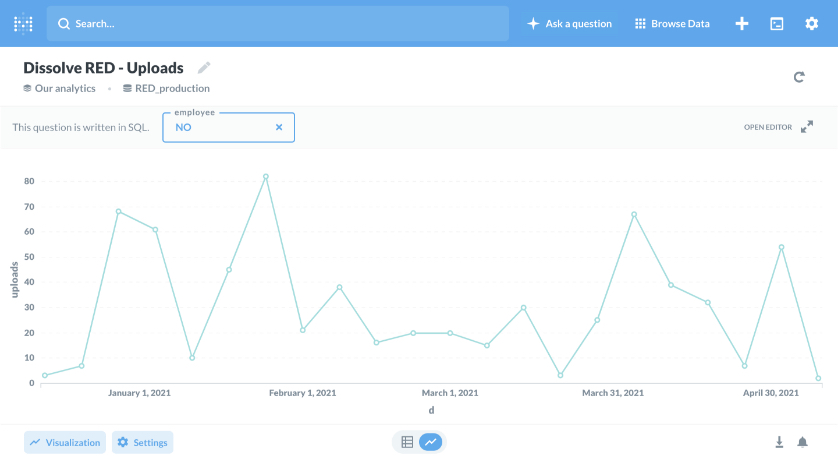 Search...
Ask a question
Browse Data
Dissolve RED - Uploads
Our analytics • RED_production
This question is written in SQL.
employee
NO
OPEN EDITOR
80
70
60
50
40
30
20
10
0
uploads
January 1, 2021
February 1, 2021
March 1, 2021
March 31, 2021
April 30, 2021
d
Visualization
Settings